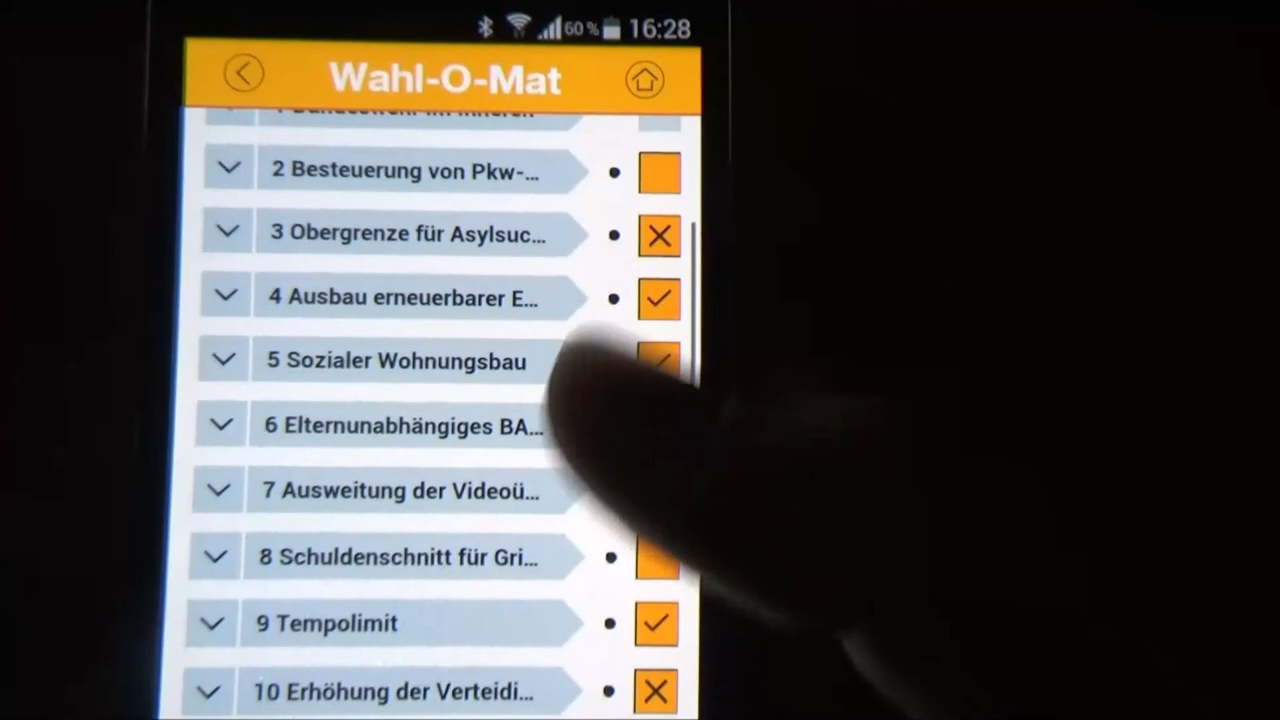 60% 16:28
Wahl-O-Mat
2 Besteuerung von Pkw-...
3 Obergrenze für Asylsuc...
4 Ausbau erneuerbarer E...
5 Sozialer Wohnungsbau
6 Elternunabhängiges BA...
7 Ausweitung der Videoü...
8 Schuldenschnitt für Gri...
9 Tempolimit
10 Erhöhung der Verteidi...